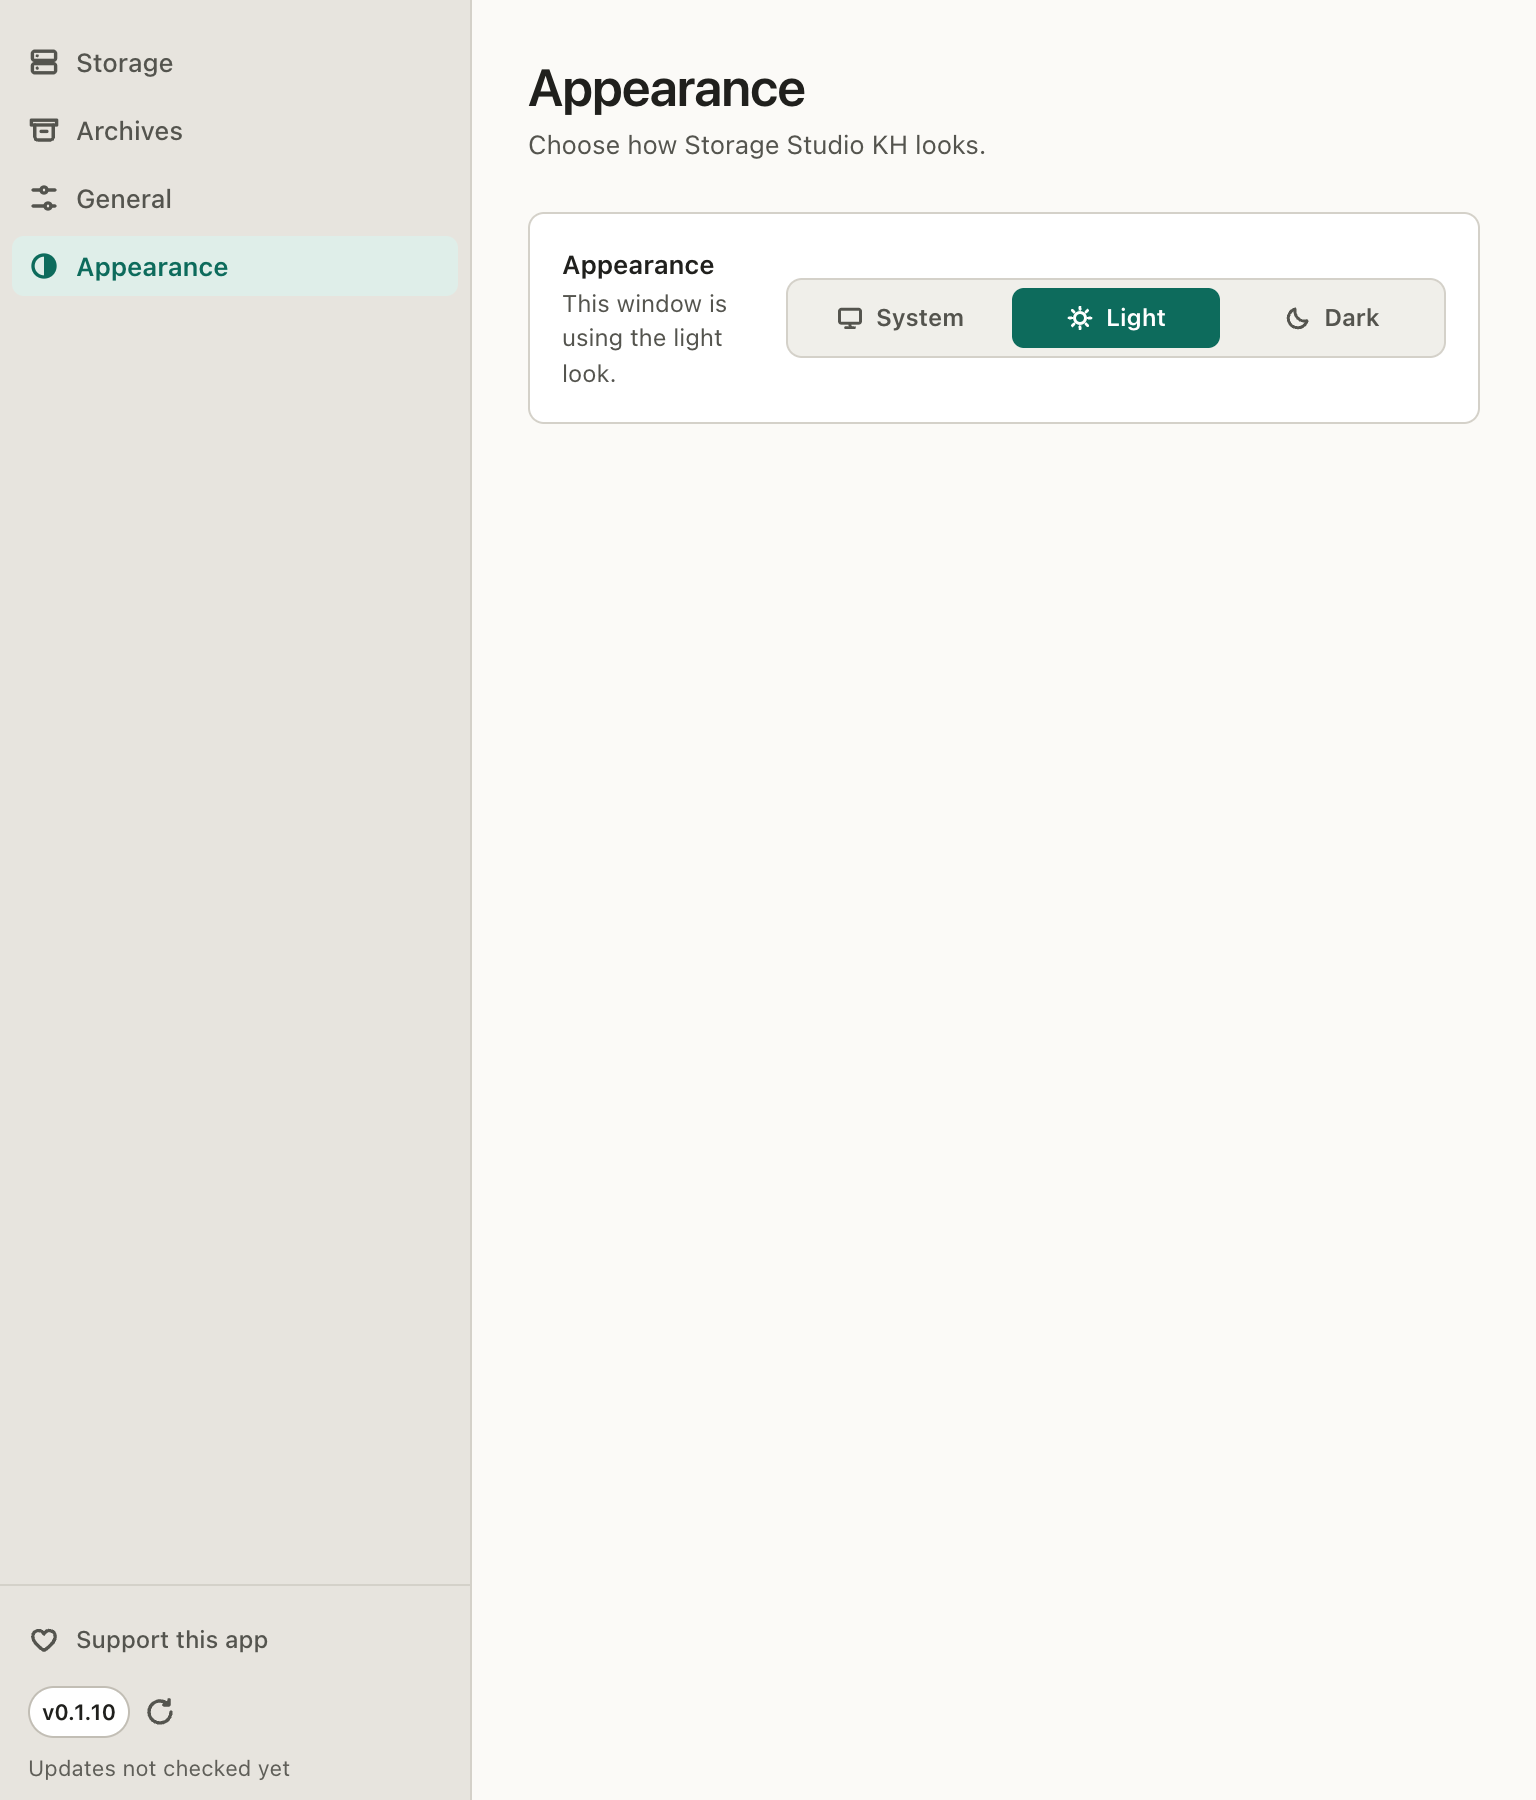 Storage
Archives
General
Appearance
Support this app
v0.1.10
Updates not checked yet
Appearance
Choose how Storage Studio KH looks.
Appearance
This window is
using the light
look.
System
Light
Dark